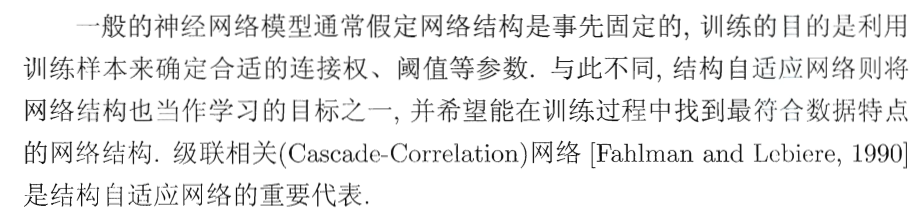 一般的神经网络模型通常假定网络结构是事先固定的, 训练的目的是利用
训练样本来确定合适的连接权、阈值等参数. 与此不同, 结构自适应网络则将
网络结构也当作学习的目标之一, 并希望能在训练过程中找到最符合数据特点
的网络结构. 级联相关(Cascade-Correlation)网络 [Fahlman and Lebiere, 1990]
是结构自适应网络的重要代表.